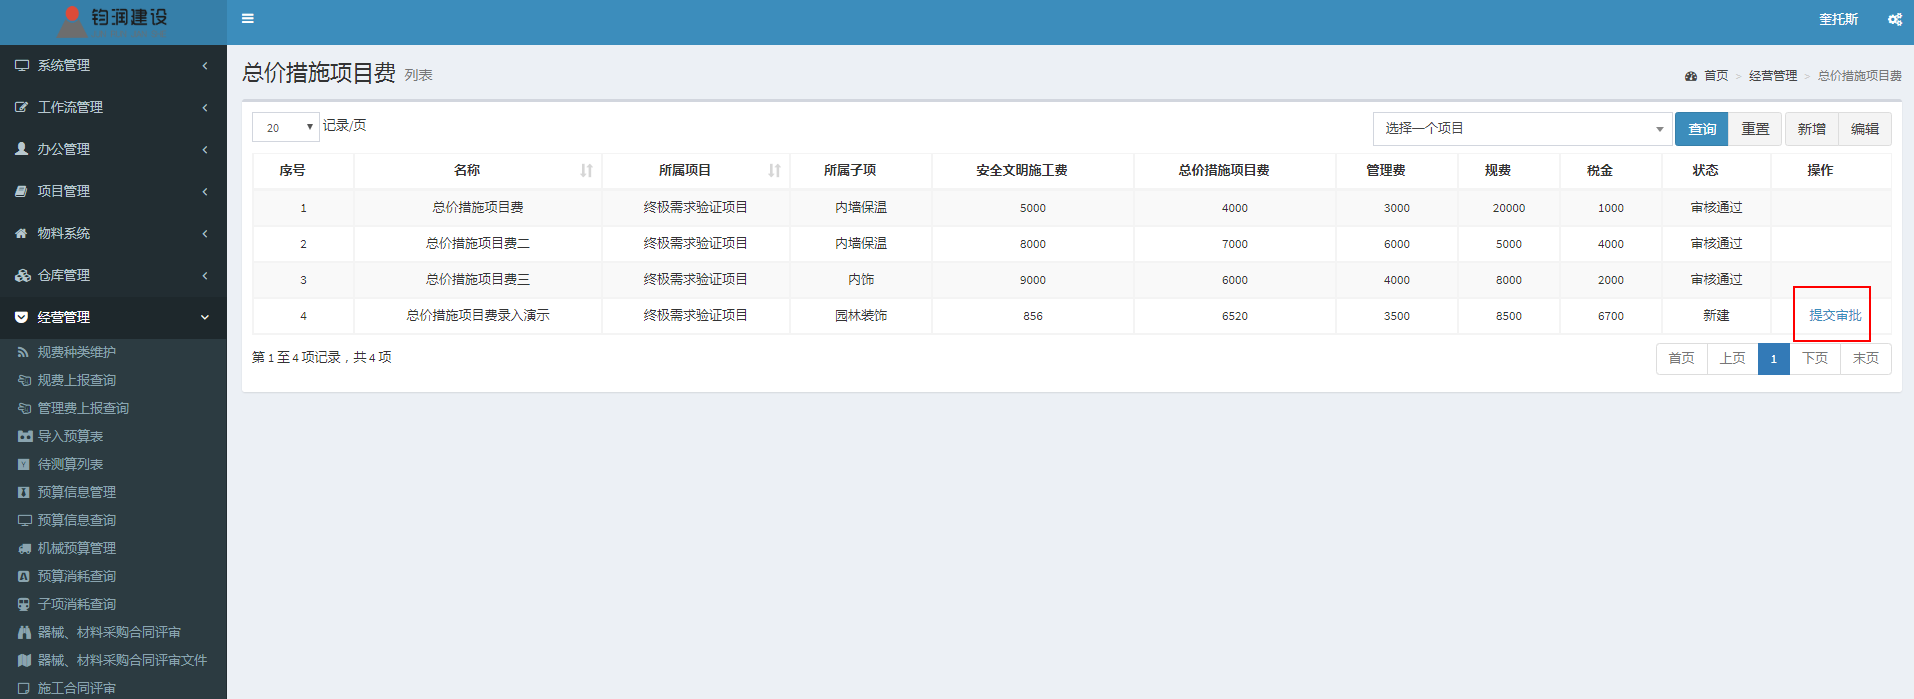 钧润建设
奎托斯
系统管理
工作流管理
办公管理
项目管理
物料系统
仓库管理
经营管理
规费种类维护
规费上报查询
管理费上报查询
导入预算表
待测算列表
预算信息管理
预算信息查询
机械预算管理
预算消耗查询
子项消耗查询
器械、材料采购合同评审
器械、材料采购合同评审文件
施工合同评审
总价措施项目费 列表
首页 > 经营管理 > 总价措施项目费
20 记录/页
选择一个项目 查询 重置 新增 编辑
序号 名称 所属项目 所属子项 安全文明施工费 总价措施项目费 管理费 规费 税金 状态 操作
1 总价措施项目费 终极需求验证项目 内墙保温 5000 4000 3000 20000 1000 审核通过
2 总价措施项目费二 终极需求验证项目 内墙保温 8000 7000 6000 5000 4000 审核通过
3 总价措施项目费三 终极需求验证项目 内饰 9000 6000 4000 8000 2000 审核通过
4 总价措施项目费录入演示 终极需求验证项目 园林装饰 856 6520 3500 8500 6700 新建 提交审批
第 1 至 4 项记录，共 4 项
首页 上页 1 下页 末页